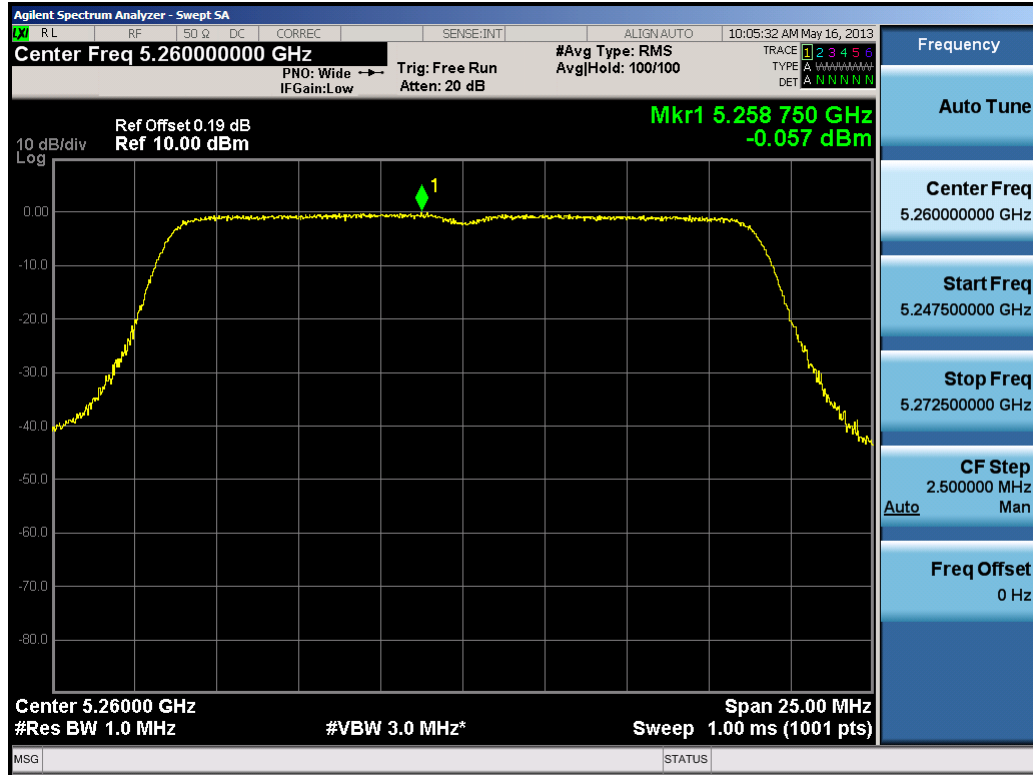 Agilent Spectrum Analyzer - Swept SA
LXI RL RF 50 Ω DC CORREC SENSE:INT ALIGN AUTO 10:05:32 AM May 16, 2013
Center Freq 5.260000000 GHz
PNO: Wide
IFGain:Low
Trig: Free Run
Atten: 20 dB
#Avg Type: RMS
Avg|Hold: 100/100
TRACE 1 2 3 4 5 6
TYPE A WWWWW
DET A N N N N N
Mkr1 5.258 750 GHz
-0.057 dBm
Ref Offset 0.19 dB
10 dB/div Ref 10.00 dBm
Log
1
0.00
-10.0
-20.0
-30.0
-40.0
-50.0
-60.0
-70.0
-80.0
Center 5.26000 GHz Span 25.00 MHz
#Res BW 1.0 MHz #VBW 3.0 MHz* Sweep 1.00 ms (1001 pts)
MSG STATUS
Frequency
Auto Tune
Center Freq
5.260000000 GHz
Start Freq
5.247500000 GHz
Stop Freq
5.272500000 GHz
CF Step
2.500000 MHz
Auto Man
Freq Offset
0 Hz